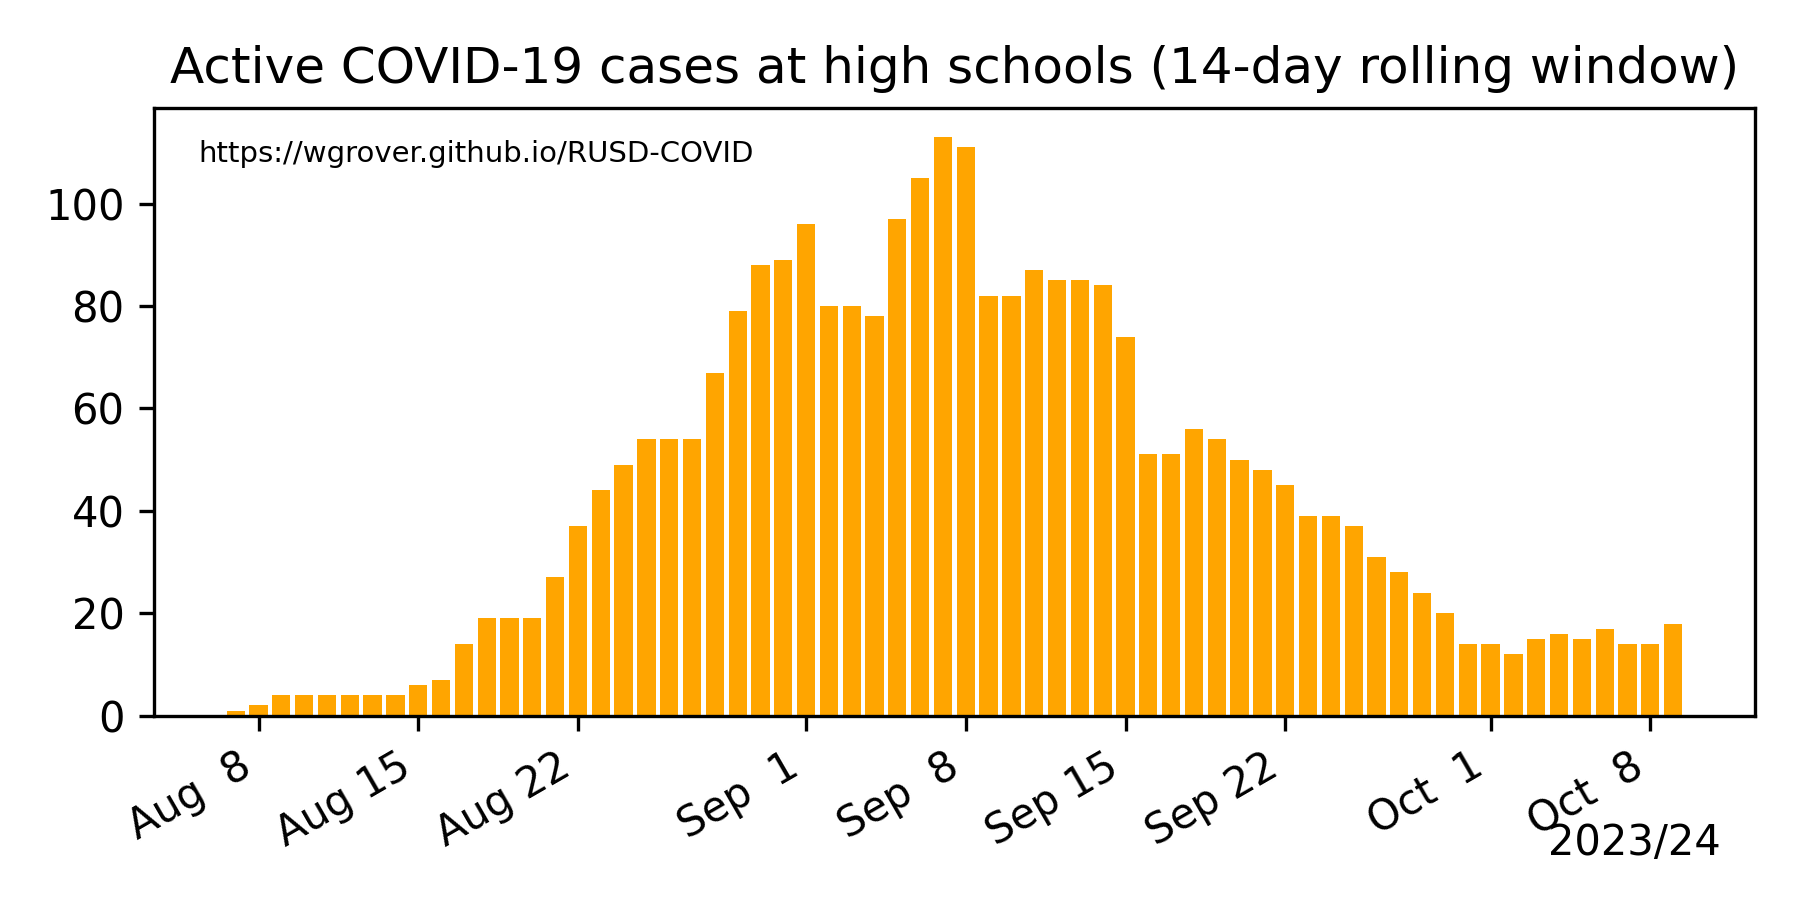 Active COVID-19 cases at high schools (14-day rolling window)
https://wgrover.github.io/RUSD-COVID
100
80
60
40
20
0
Aug 8
Aug 15
Aug 22
Sep 1
Sep 8
Sep 15
Sep 22
Oct 1
Oct 8
2023/24